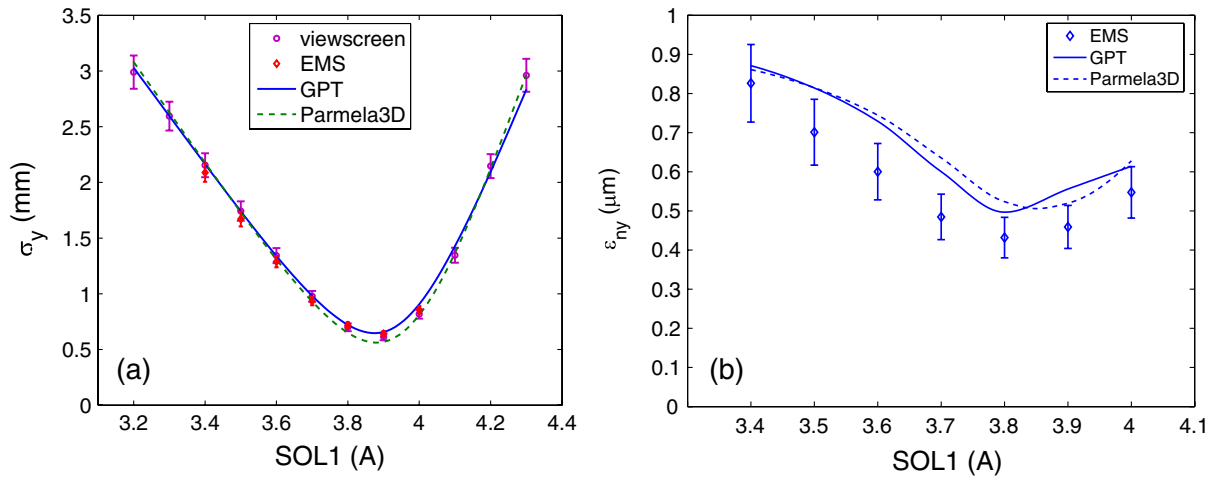 3.5
3
2.5
2
1.5
1
0.5
0
σy (mm)
viewscreen
EMS
GPT
Parmela3D
(a)
3.2 3.4 3.6 3.8 4 4.2 4.4
SOL1 (A)
1
0.9
0.8
0.7
0.6
0.5
0.4
0.3
0.2
0.1
0
εny (μm)
EMS
GPT
Parmela3D
(b)
3.4 3.5 3.6 3.7 3.8 3.9 4 4.1
SOL1 (A)